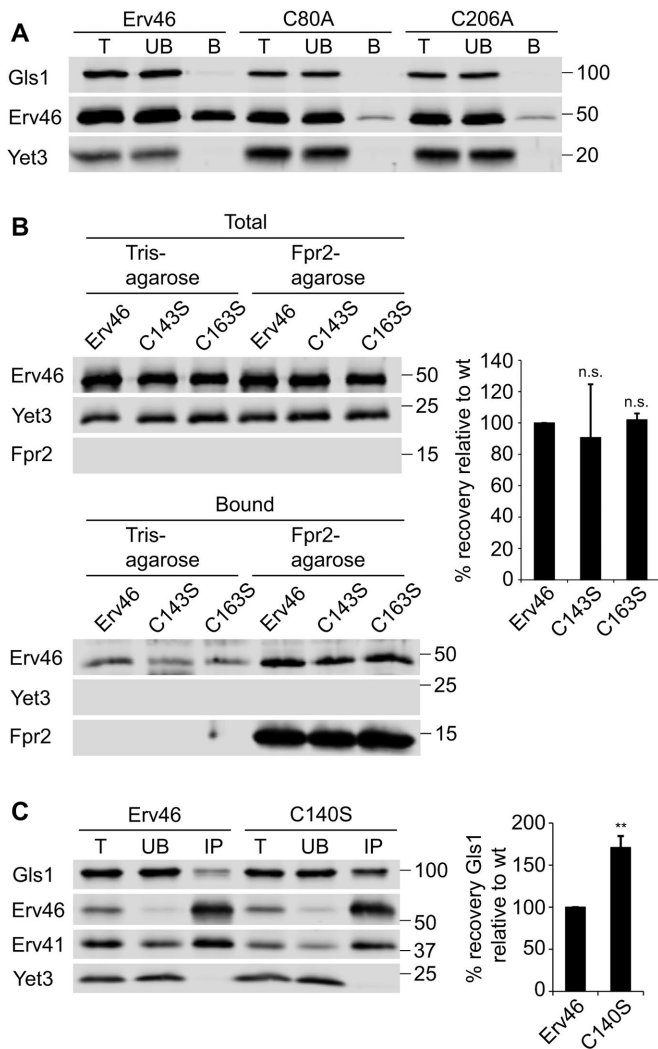 A
Erv46 C80A C206A
T UB B T UB B T UB B
Gls1 100
Erv46 50
Yet3 20
B
Total
Tris-agarose Fpr2-agarose
Erv46 C143S C163S Erv46 C143S C163S
Erv46 50
Yet3 25
Fpr2 15
% recovery relative to wt
140
120
100
80
60
40
20
0
n.s. n.s.
Erv46 C143S C163S
Bound
Tris-agarose Fpr2-agarose
Erv46 C143S C163S Erv46 C143S C163S
Erv46 50
Yet3 25
Fpr2 15
C
Erv46 C140S
T UB IP T UB IP
Gls1 100
Erv46 50
Erv41 37
Yet3 25
% recovery Gls1
relative to wt
200
150
100
50
0
**
Erv46 C140S